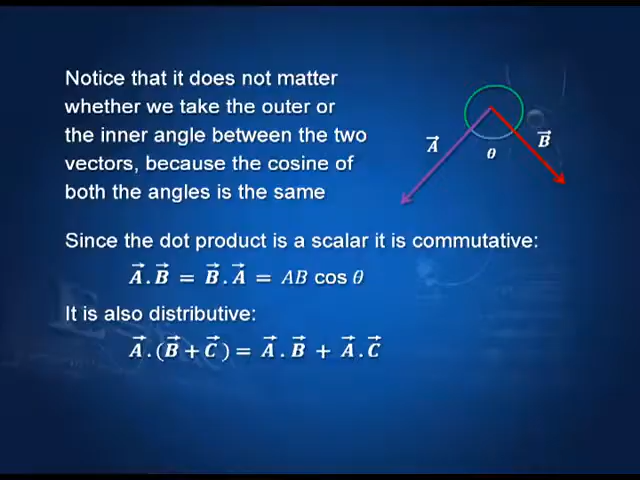 Notice that it does not matter
whether we take the outer or
the inner angle between the two
vectors, because the cosine of
both the angles is the same
A⃗
B⃗
θ
Since the dot product is a scalar it is commutative:
A⃗ . B⃗ = B⃗ . A⃗ = AB cos θ
It is also distributive:
A⃗ . (B⃗ + C⃗ ) = A⃗ . B⃗ + A⃗ . C⃗